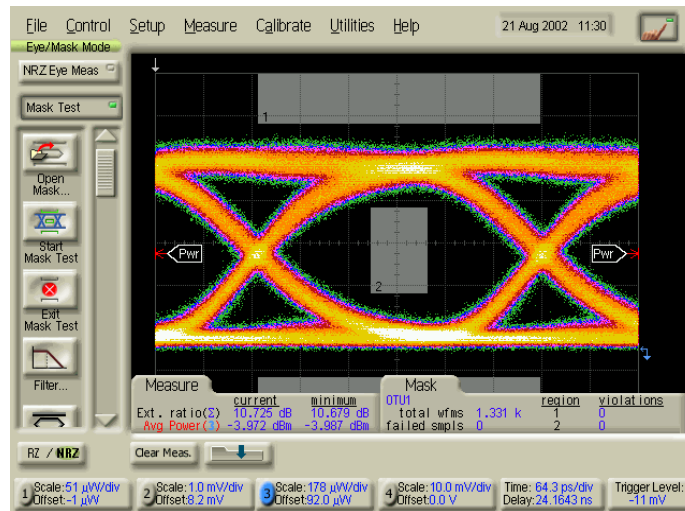 File Control Setup Measure Calibrate Utilities Help 21 Aug 2002 11:30
Eye/Mask Mode
NRZ Eye Meas
Mask Test
1
Open
Mask...
Start
Mask Test
Pwr Pwr
2
Exit
Mask Test
Filter...
Measure Mask
current minimum OTU1 region violations
Ext. ratio(Σ) 10.725 dB 10.679 dB total wfms 1.331 k 1 0
Avg Power(3) -3.972 dBm -3.987 dBm failed smpls 0 2 0
RZ / NRZ Clear Meas.
1 Scale:51 µW/div 2 Scale:1.0 mV/div 3 Scale:178 µW/div 4 Scale:10.0 mV/div Time: 64.3 ps/div Trigger Level:
Offset:-1 µW Offset:8.2 mV Offset:92.0 µW Offset:0.0 V Delay:24.1643 ns -11 mV